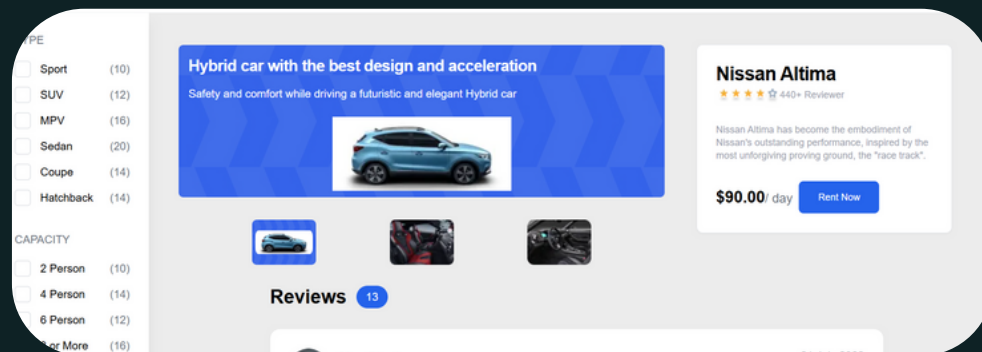 TYPE
Sport (10)
SUV (12)
MPV (16)
Sedan (20)
Coupe (14)
Hatchback (14)
CAPACITY
2 Person (10)
4 Person (14)
6 Person (12)
or More (16)
Hybrid car with the best design and acceleration
Safety and comfort while driving a futuristic and elegant Hybrid car
Nissan Altima
440+ Reviewer
Nissan Altima has become the embodiment of
Nissan's outstanding performance, inspired by the
most unforgiving proving ground, the "race track".
$90.00/ day
Rent Now
Reviews 13